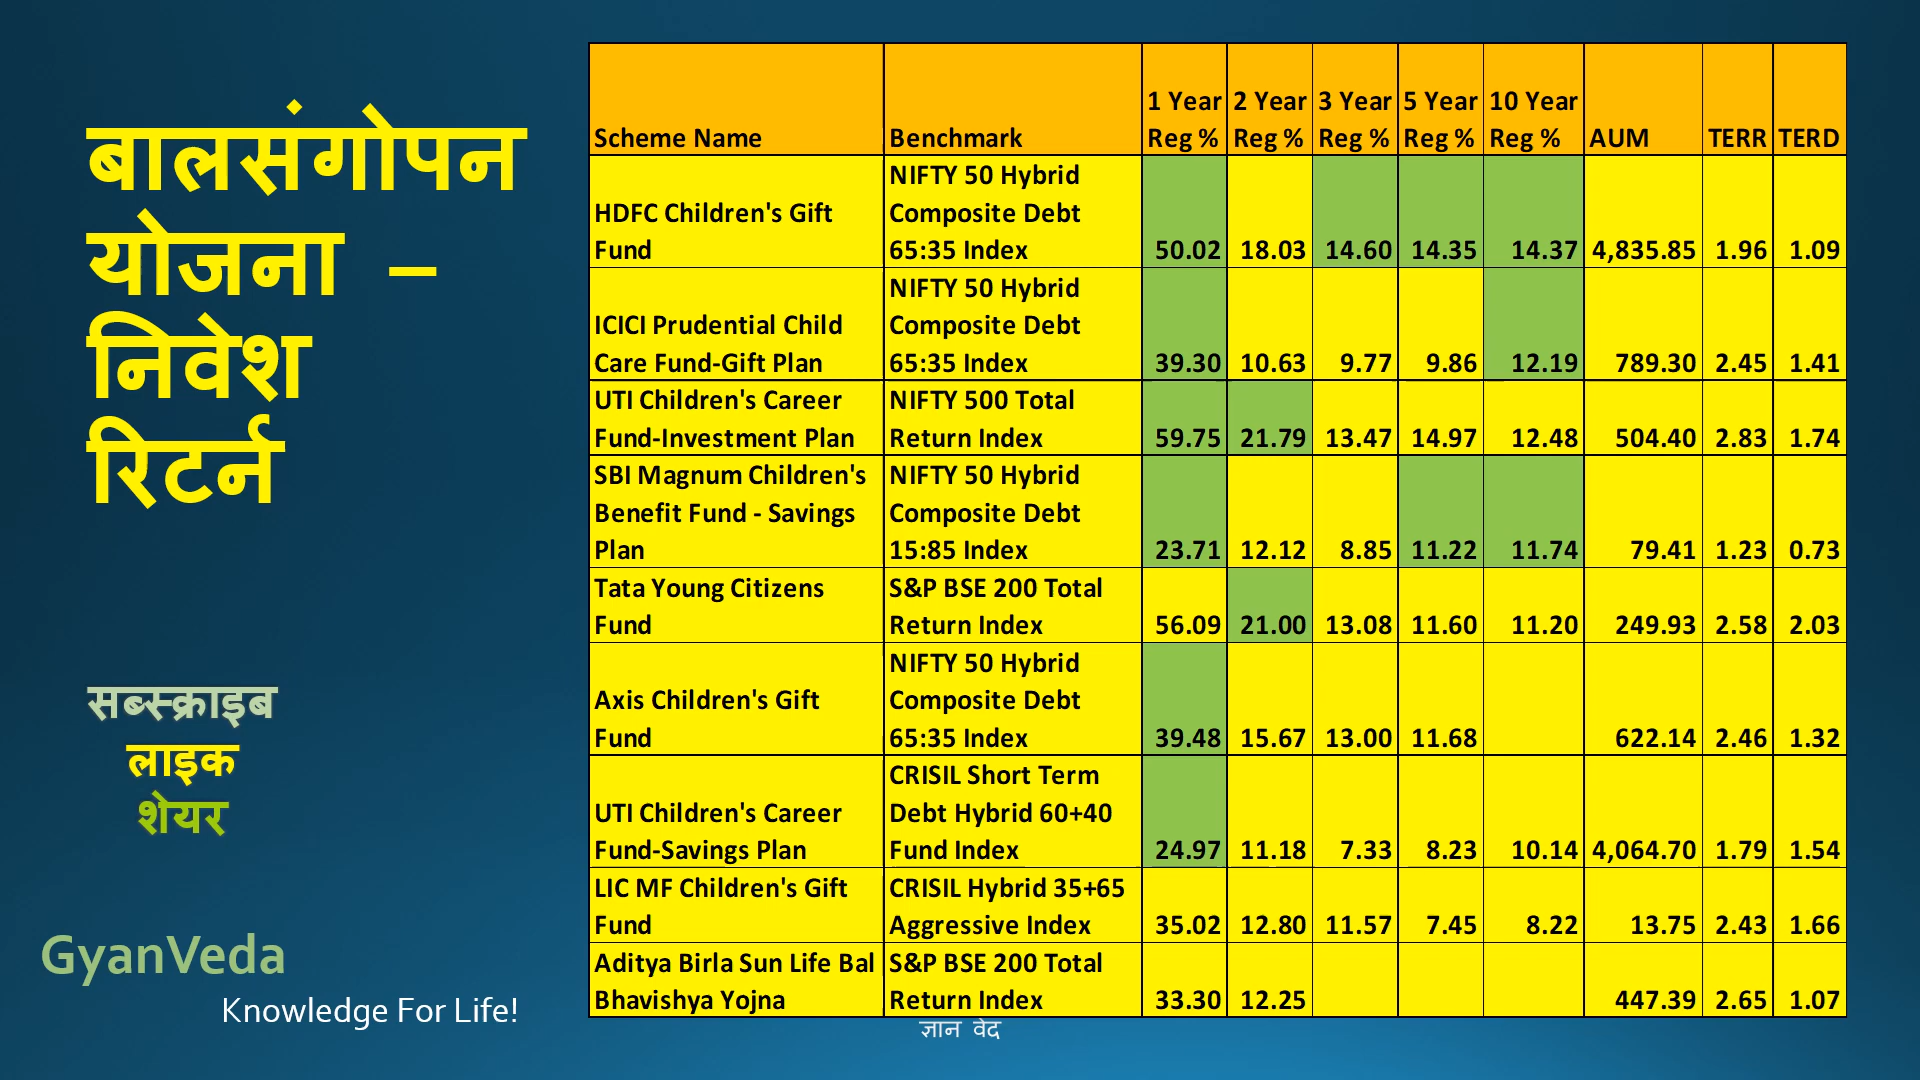 बालसंगोपन
योजना –
निवेश
रिटर्न
सब्स्क्राइब
लाइक
शेयर
GyanVeda
Knowledge For Life!
Scheme Name Benchmark 1 Year Reg % 2 Year Reg % 3 Year Reg % 5 Year Reg % 10 Year Reg % AUM TERR TERD
HDFC Children's Gift Fund NIFTY 50 Hybrid Composite Debt 65:35 Index 50.02 18.03 14.60 14.35 14.37 4,835.85 1.96 1.09
ICICI Prudential Child Care Fund-Gift Plan NIFTY 50 Hybrid Composite Debt 65:35 Index 39.30 10.63 9.77 9.86 12.19 789.30 2.45 1.41
UTI Children's Career Fund-Investment Plan NIFTY 500 Total Return Index 59.75 21.79 13.47 14.97 12.48 504.40 2.83 1.74
SBI Magnum Children's Benefit Fund - Savings Plan NIFTY 50 Hybrid Composite Debt 15:85 Index 23.71 12.12 8.85 11.22 11.74 79.41 1.23 0.73
Tata Young Citizens Fund S&P BSE 200 Total Return Index 56.09 21.00 13.08 11.60 11.20 249.93 2.58 2.03
Axis Children's Gift Fund NIFTY 50 Hybrid Composite Debt 65:35 Index 39.48 15.67 13.00 11.68 622.14 2.46 1.32
UTI Children's Career Fund-Savings Plan CRISIL Short Term Debt Hybrid 60+40 Fund Index 24.97 11.18 7.33 8.23 10.14 4,064.70 1.79 1.54
LIC MF Children's Gift Fund CRISIL Hybrid 35+65 Aggressive Index 35.02 12.80 11.57 7.45 8.22 13.75 2.43 1.66
Aditya Birla Sun Life Bal Bhavishya Yojna S&P BSE 200 Total Return Index 33.30 12.25 447.39 2.65 1.07
ज्ञान वेद